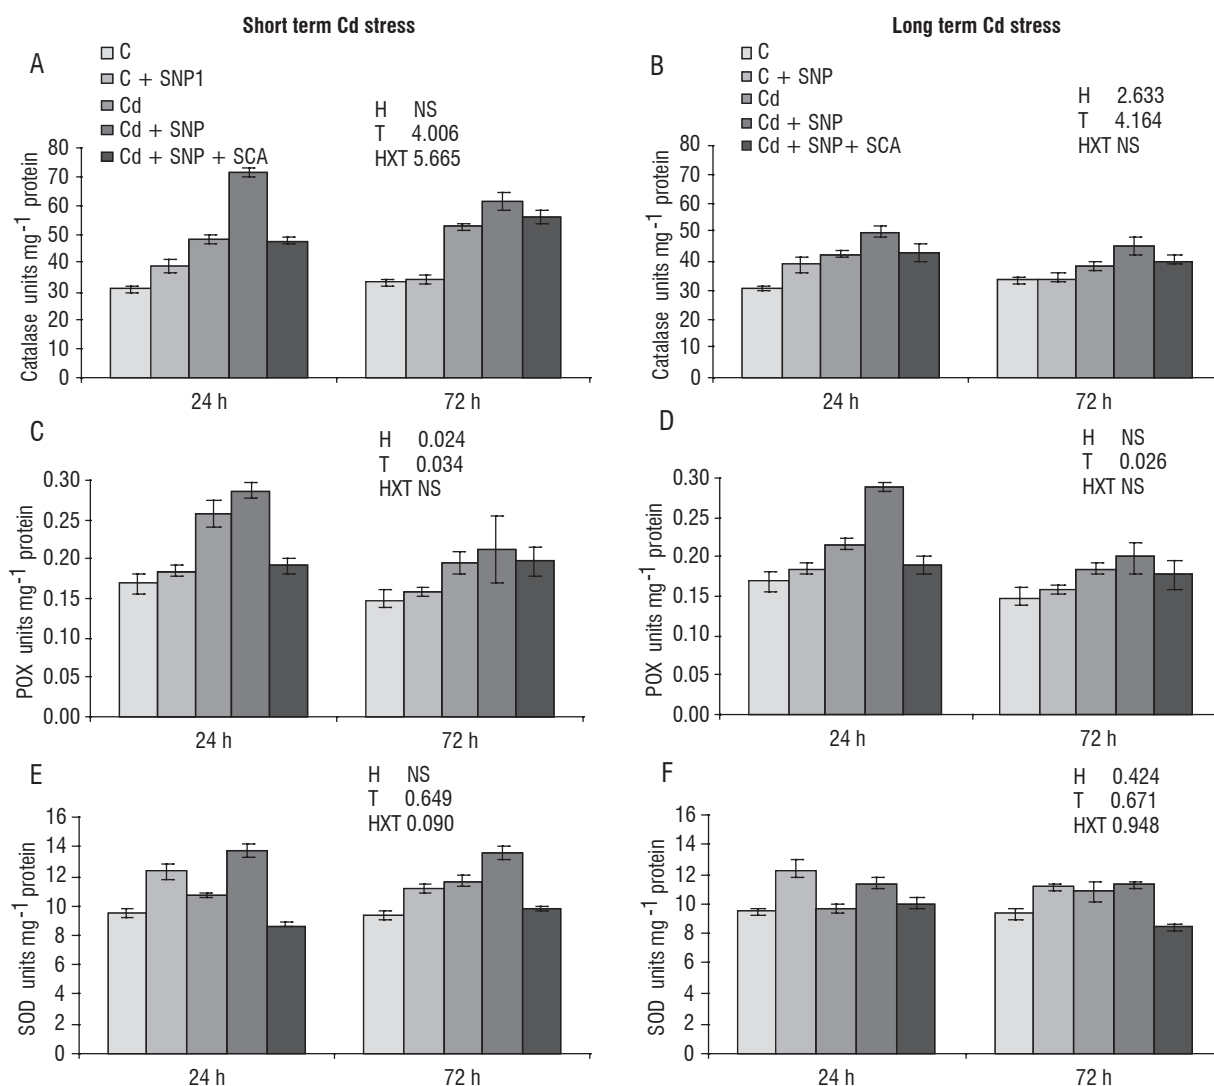 Short term Cd stress
A
C
C + SNP1
Cd
Cd + SNP
Cd + SNP + SCA
H NS
T 4.006
HXT 5.665
Catalase units mg-1 protein
80
70
60
50
40
30
20
10
0
24 h
72 h
Long term Cd stress
B
C
C + SNP
Cd
Cd + SNP
Cd + SNP+ SCA
H 2.633
T 4.164
HXT NS
Catalase units mg-1 protein
80
70
60
50
40
30
20
10
0
24 h
72 h
C
H 0.024
T 0.034
HXT NS
POX units mg-1 protein
0.30
0.25
0.20
0.15
0.10
0.05
0.00
24 h
72 h
D
H NS
T 0.026
HXT NS
POX units mg-1 protein
0.30
0.25
0.20
0.15
0.10
0.05
0.00
24 h
72 h
E
H NS
T 0.649
HXT 0.090
SOD units mg-1 protein
16
14
12
10
8
6
4
2
0
24 h
72 h
F
H 0.424
T 0.671
HXT 0.948
SOD units mg-1 protein
16
14
12
10
8
6
4
2
0
24 h
72 h